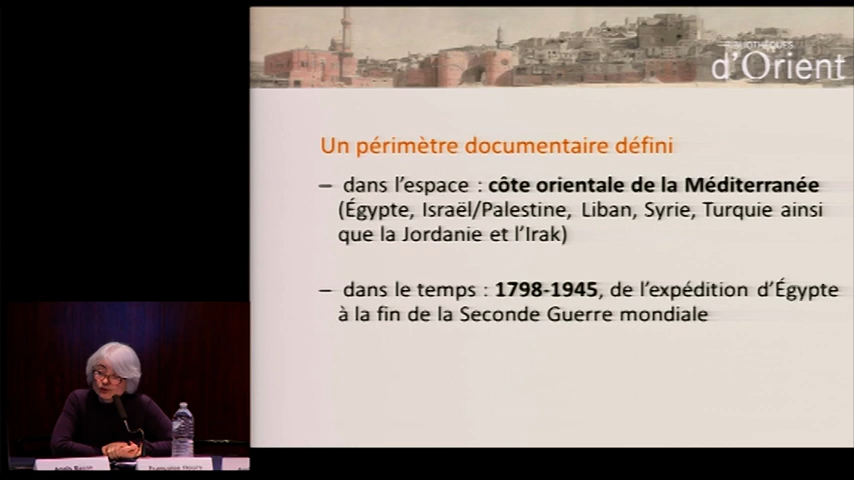 BIBLIOTHÈQUES
d'Orient
Un périmètre documentaire défini
– dans l'espace : côte orientale de la Méditerranée
(Égypte, Israël/Palestine, Liban, Syrie, Turquie ainsi
que la Jordanie et l'Irak)
– dans le temps : 1798-1945, de l'expédition d'Égypte
à la fin de la Seconde Guerre mondiale